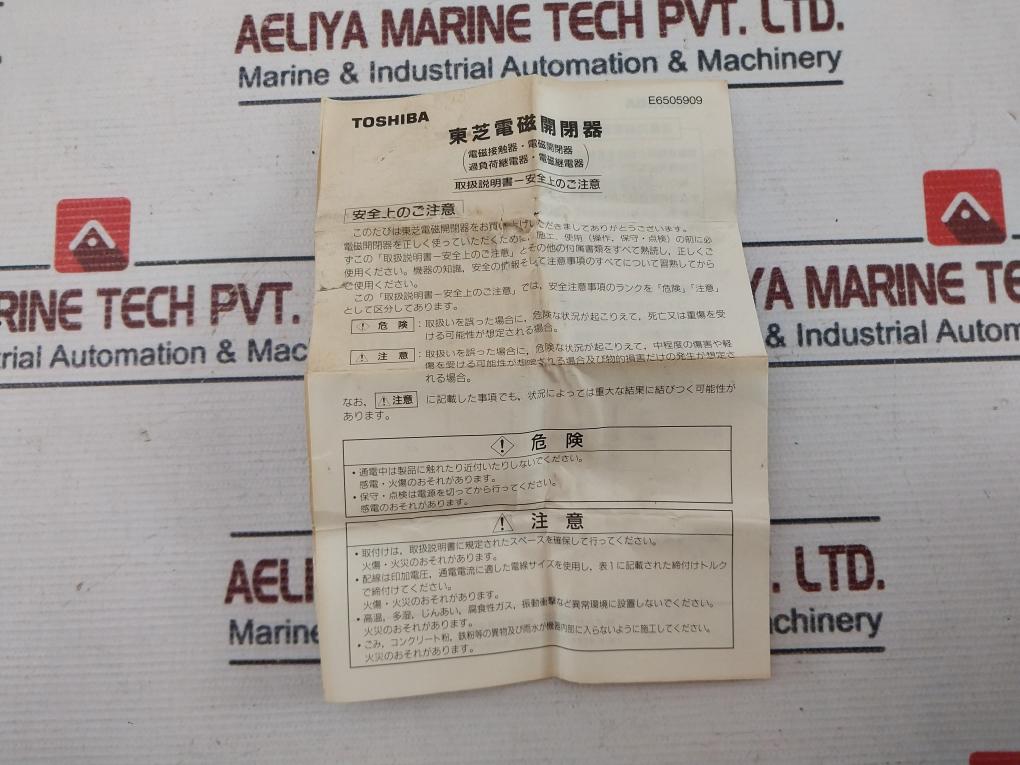 AELIYA MARINE TECH PVT. LTD.
Marine & Industrial Automation & Machinery
MARINE TECH PVT.
trial Automation & Mac
YA MARINE TE
& Industrial Autom
TOSHIBA
E6505909
東芝電磁開閉器
(電磁接触器・電磁開閉器
過負荷継電器・電磁継電器)
取扱説明書－安全上のご注意
安全上のご注意
このたびは東芝電磁開閉器をお買い上げいただきましてありがとうございます。
電磁開閉器を正しく使っていただくために、施工、使用（操作、保守・点検）の前に必
ずこの「取扱説明書－安全上のご注意」とその他の付属書類をすべて熟読し、正しくご
使用ください。機器の知識、安全の情報そして注意事項のすべてについて習熟してから
ご使用ください。
この「取扱説明書－安全上のご注意」では、安全注意事項のランクを「危険」「注意」
として区分してあります。
危険：取扱いを誤った場合に、危険な状況が起こりえて、死亡又は重傷を受
ける可能性が想定される場合。
注意：取扱いを誤った場合に、危険な状況が起こりえて、中程度の傷害や軽
傷を受ける可能性が想定される場合及び物的損害だけの発生が想定さ
れる場合。
なお、注意 に記載した事項でも、状況によっては重大な結果に結びつく可能性が
あります。
危険
・通電中は製品に触れたり近付いたりしないでください。
感電・火傷のおそれがあります。
・保守・点検は電源を切ってから行ってください。
感電のおそれがあります。
注意
・取付けは、取扱説明書に規定されたスペースを確保して行ってください。
火傷・火災のおそれがあります。
・配線は印加電圧，通電電流に適した電線サイズを使用し、表1に記載された締付けトルク
で締付けてください。
火傷・火災のおそれがあります。
・高温，多湿，じんあい，腐食性ガス，振動衝撃など異常環境に設置しないでください。
火災のおそれがあります。
・ごみ，コンクリート粉，鉄粉等の異物及び雨水が機器内部に入らないように施工してください。
火災のおそれがあります。
AELIYA
LTD.
Marine
chinery